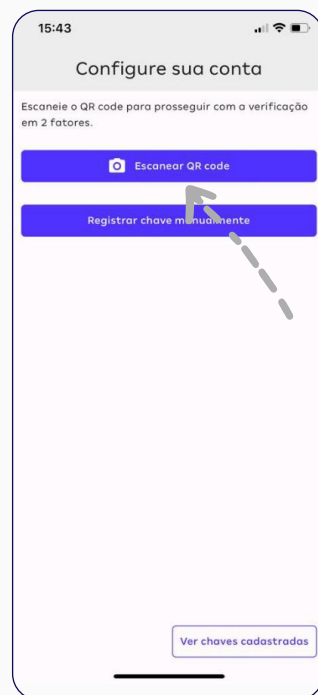 15:43
Configure sua conta
Escaneie o QR code para prosseguir com a verificação
em 2 fatores.
Escanear QR code
Registrar chave manualmente
Ver chaves cadastradas